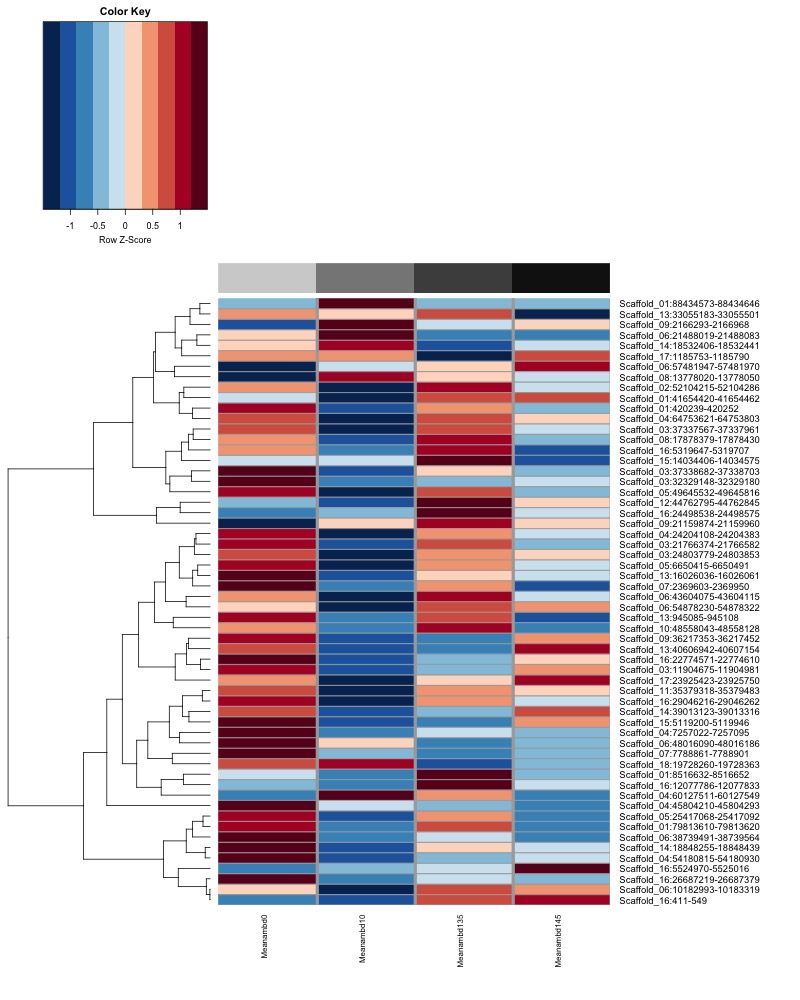 Color Key
-1 -0.5 0 0.5 1
Row Z-Score
Scaffold_01:88434573-88434646
Scaffold_13:33055183-33055501
Scaffold_09:2166293-2166968
Scaffold_06:21488019-21488083
Scaffold_14:18532406-18532441
Scaffold_17:1185753-1185790
Scaffold_06:57481947-57481970
Scaffold_08:13778020-13778050
Scaffold_02:52104215-52104286
Scaffold_01:41654420-41654462
Scaffold_01:420239-420252
Scaffold_04:64753621-64753803
Scaffold_03:37337567-37337961
Scaffold_08:17878379-17878430
Scaffold_16:5319647-5319707
Scaffold_15:14034406-14034575
Scaffold_03:37338682-37338703
Scaffold_03:32329148-32329180
Scaffold_05:49645532-49645816
Scaffold_12:44762795-44762845
Scaffold_16:24498538-24498575
Scaffold_09:21159874-21159960
Scaffold_04:24204108-24204383
Scaffold_03:21766374-21766582
Scaffold_03:24803779-24803853
Scaffold_05:6650415-6650491
Scaffold_13:16026036-16026061
Scaffold_07:2369603-2369950
Scaffold_06:43604075-43604115
Scaffold_06:54878230-54878322
Scaffold_13:945085-945108
Scaffold_10:48558043-48558128
Scaffold_09:36217353-36217452
Scaffold_13:40606942-40607154
Scaffold_16:22774571-22774610
Scaffold_03:11904675-11904981
Scaffold_17:23925423-23925750
Scaffold_11:35379318-35379483
Scaffold_16:29046216-29046262
Scaffold_14:39013123-39013316
Scaffold_15:5119200-5119946
Scaffold_04:7257022-7257095
Scaffold_06:48016090-48016186
Scaffold_07:7788861-7788901
Scaffold_18:19728260-19728363
Scaffold_01:8516632-8516652
Scaffold_16:12077786-12077833
Scaffold_04:60127511-60127549
Scaffold_04:45804210-45804293
Scaffold_05:25417068-25417092
Scaffold_01:79813610-79813620
Scaffold_06:38739491-38739564
Scaffold_14:18848255-18848439
Scaffold_04:54180815-54180930
Scaffold_16:5524970-5525016
Scaffold_16:26687219-26687379
Scaffold_06:10182993-10183319
Scaffold_16:411-549
Meanambd0
Meanambd10
Meanambd135
Meanambd145